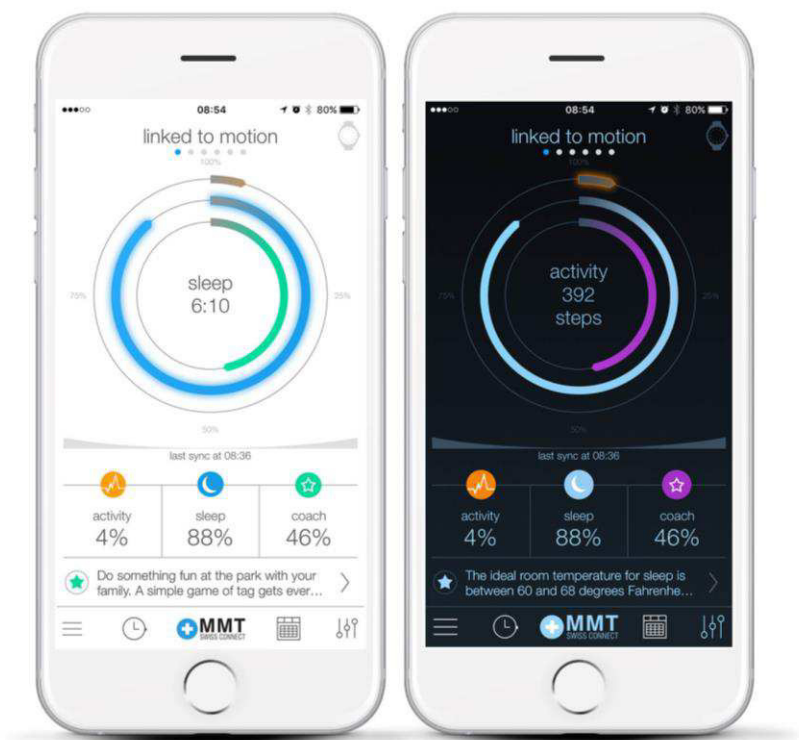 08:54
80%
linked to motion
100%
75%
25%
sleep
6:10
50%
last sync at 08:36
activity
4%
sleep
88%
coach
46%
Do something fun at the park with your
family. A simple game of tag gets ever...
MMT
SWISS CONNECT
08:54
80%
linked to motion
100%
75%
25%
activity
392
steps
50%
last sync at 08:36
activity
4%
sleep
88%
coach
46%
The ideal room temperature for sleep is
between 60 and 68 degrees Fahrenhe...
MMT
SWISS CONNECT